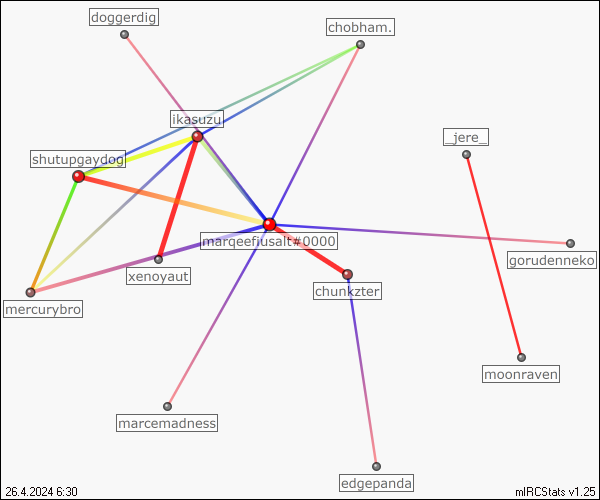 doggerdig
chobham.
ikasuzu
_jere_
shutupgaydog
marqeefiusalt#0000
gorudenneko
xenoyaut
chunkzter
mercurybro
moonraven
marcemadness
edgepanda
26.4.2024 6:30
mIRCStats v1.25